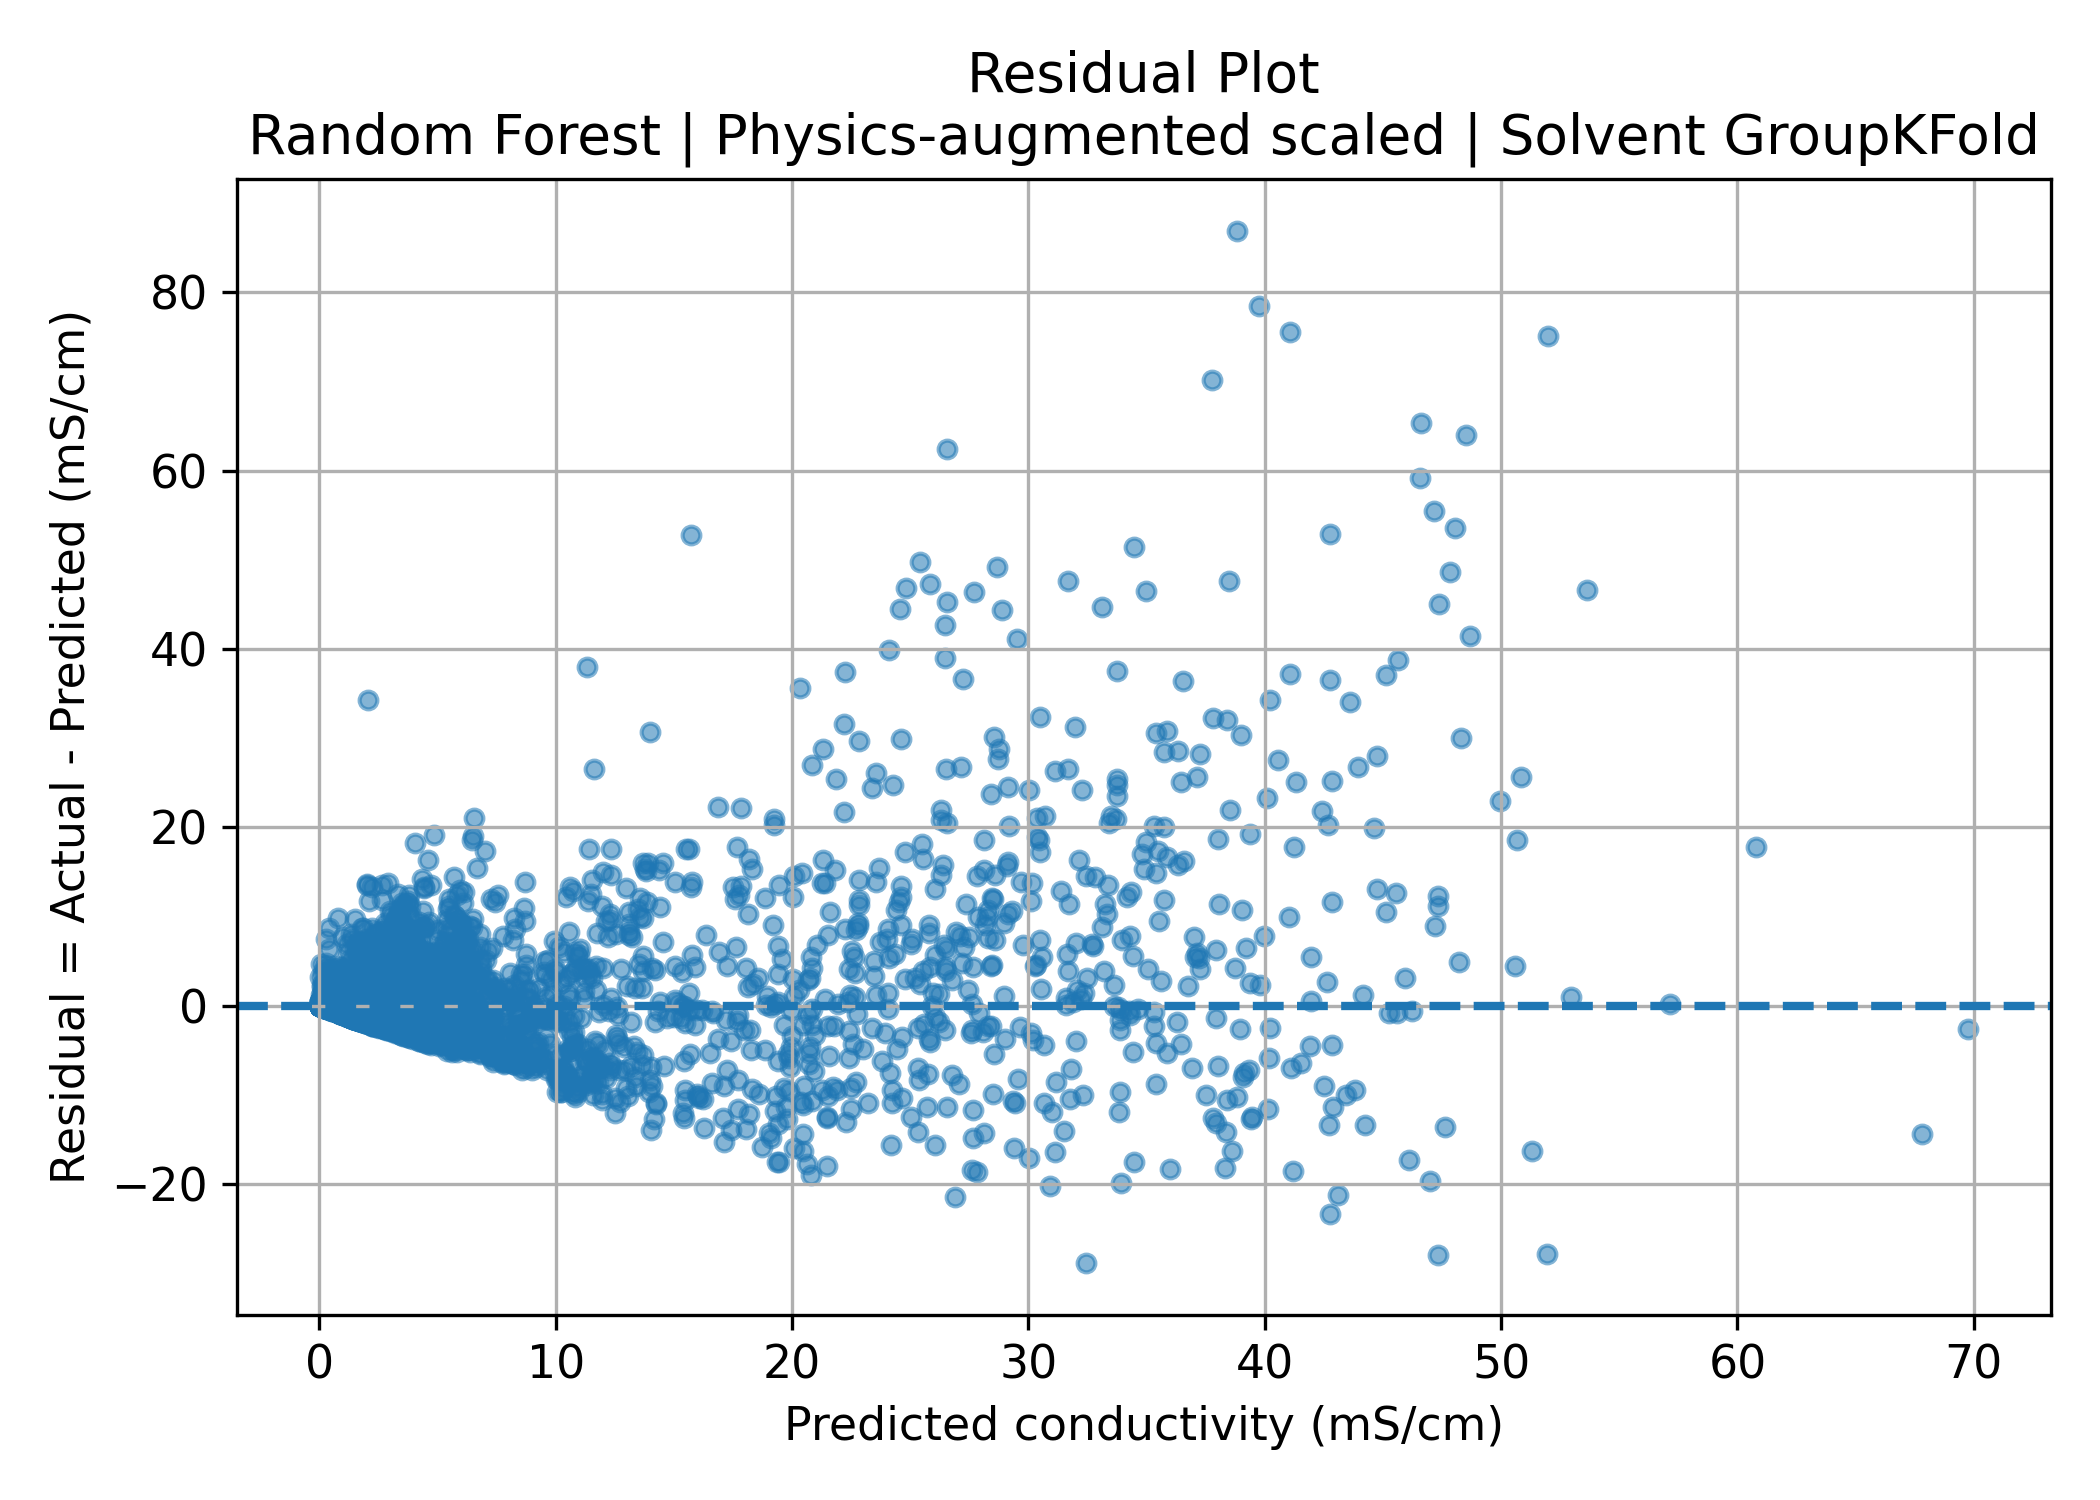 Residual Plot
Random Forest | Physics-augmented scaled | Solvent GroupKFold
Residual = Actual - Predicted (mS/cm)
80
60
40
20
0
−20
0 10 20 30 40 50 60 70
Predicted conductivity (mS/cm)